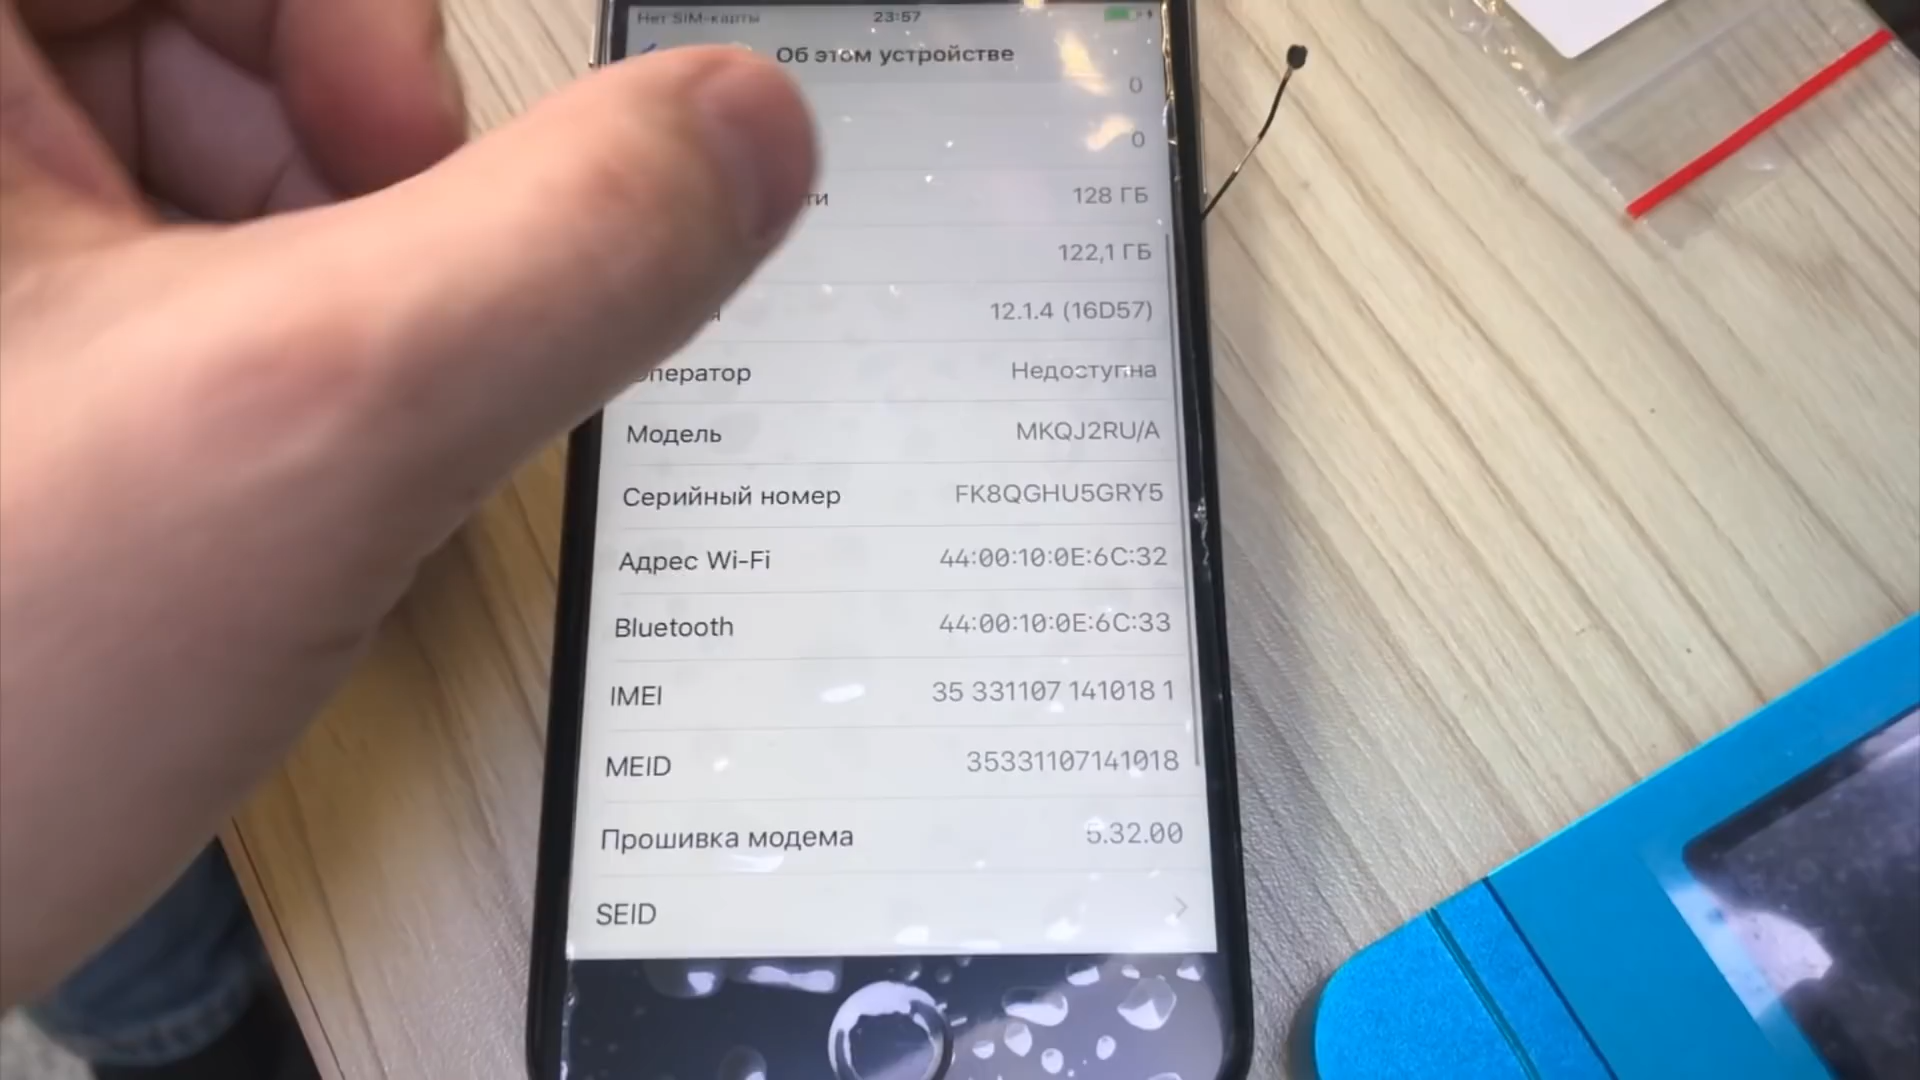 Нет SIM-карты 23:57
Об этом устройстве
0
0
128 ГБ
122,1 ГБ
12.1.4 (16D57)
Оператор Недоступна
Модель MKQJ2RU/A
Серийный номер FK8QGHU5GRY5
Адрес Wi-Fi 44:00:10:0E:6C:32
Bluetooth 44:00:10:0E:6C:33
IMEI 35 331107 141018 1
MEID 35331107141018
Прошивка модема 5.32.00
SEID